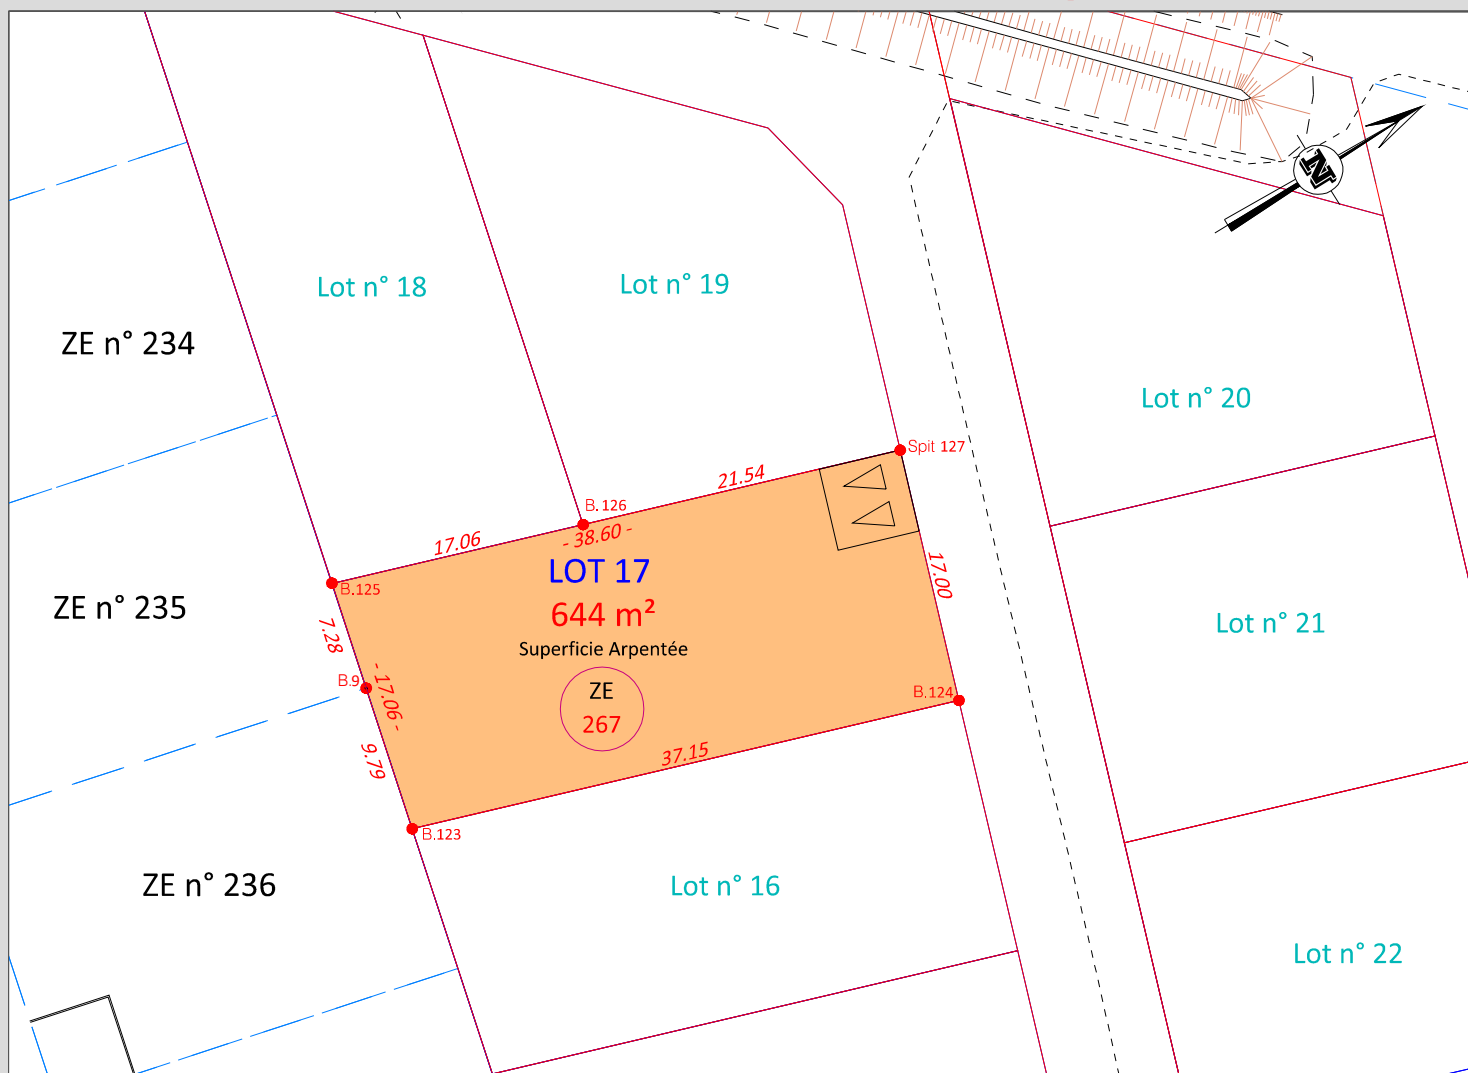 N
Lot n° 18
Lot n° 19
ZE n° 234
Lot n° 20
Spit 127
21.54
B.126
17.06
- 38.60 -
LOT 17
17.00
B.125
644 m²
ZE n° 235
Lot n° 21
7.28
Superficie Arpentée
B.9
- 17.06 -
ZE
267
B.124
9.79
37.15
B.123
ZE n° 236
Lot n° 16
Lot n° 22